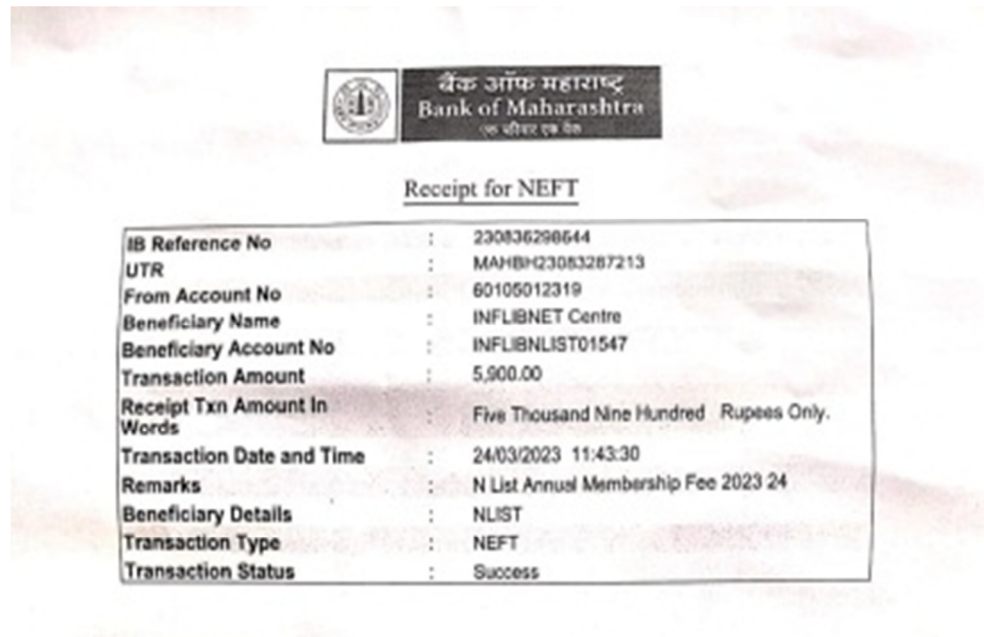 बैंक ऑफ महाराष्ट्र
Bank of Maharashtra
एक परिवार एक बैंक
Receipt for NEFT
IB Reference No : 230836298644
UTR : MAHBH23083287213
From Account No : 60105012319
Beneficiary Name : INFLIBNET Centre
Beneficiary Account No : INFLIBNLIST01547
Transaction Amount : 5,900.00
Receipt Txn Amount In
Words : Five Thousand Nine Hundred Rupees Only.
Transaction Date and Time : 24/03/2023 11:43:30
Remarks : N List Annual Membership Fee 2023 24
Beneficiary Details : NLIST
Transaction Type : NEFT
Transaction Status : Success